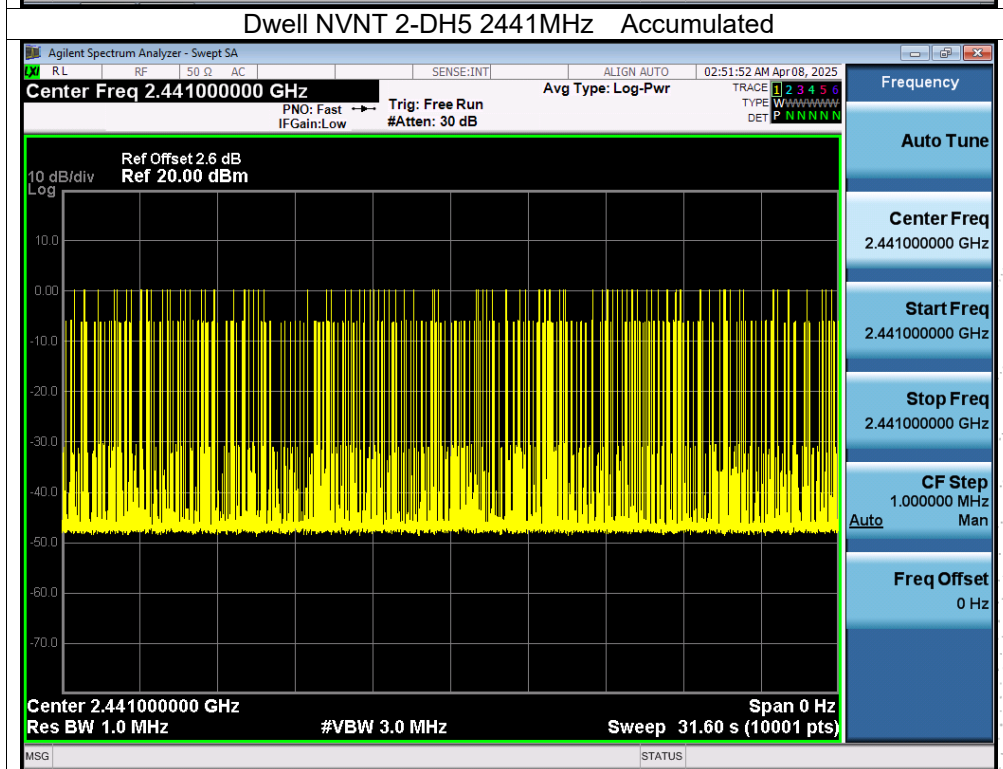 Dwell NVNT 2-DH5 2441MHz Accumulated
Agilent Spectrum Analyzer - Swept SA
LXI RL RF 50 Ω AC SENSE:INT ALIGN AUTO 02:51:52 AM Apr 08, 2025
Center Freq 2.441000000 GHz
PNO: Fast
IFGain:Low
Trig: Free Run
#Atten: 30 dB
Avg Type: Log-Pwr
TRACE 1 2 3 4 5 6
TYPE WWWWWWW
DET P N N N N N
Frequency
Auto Tune
Center Freq
2.441000000 GHz
Start Freq
2.441000000 GHz
Stop Freq
2.441000000 GHz
CF Step
1.000000 MHz
Auto Man
Freq Offset
0 Hz
Ref Offset 2.6 dB
10 dB/div Ref 20.00 dBm
Log
10.0
0.00
-10.0
-20.0
-30.0
-40.0
-50.0
-60.0
-70.0
Center 2.441000000 GHz Span 0 Hz
Res BW 1.0 MHz #VBW 3.0 MHz Sweep 31.60 s (10001 pts)
MSG STATUS